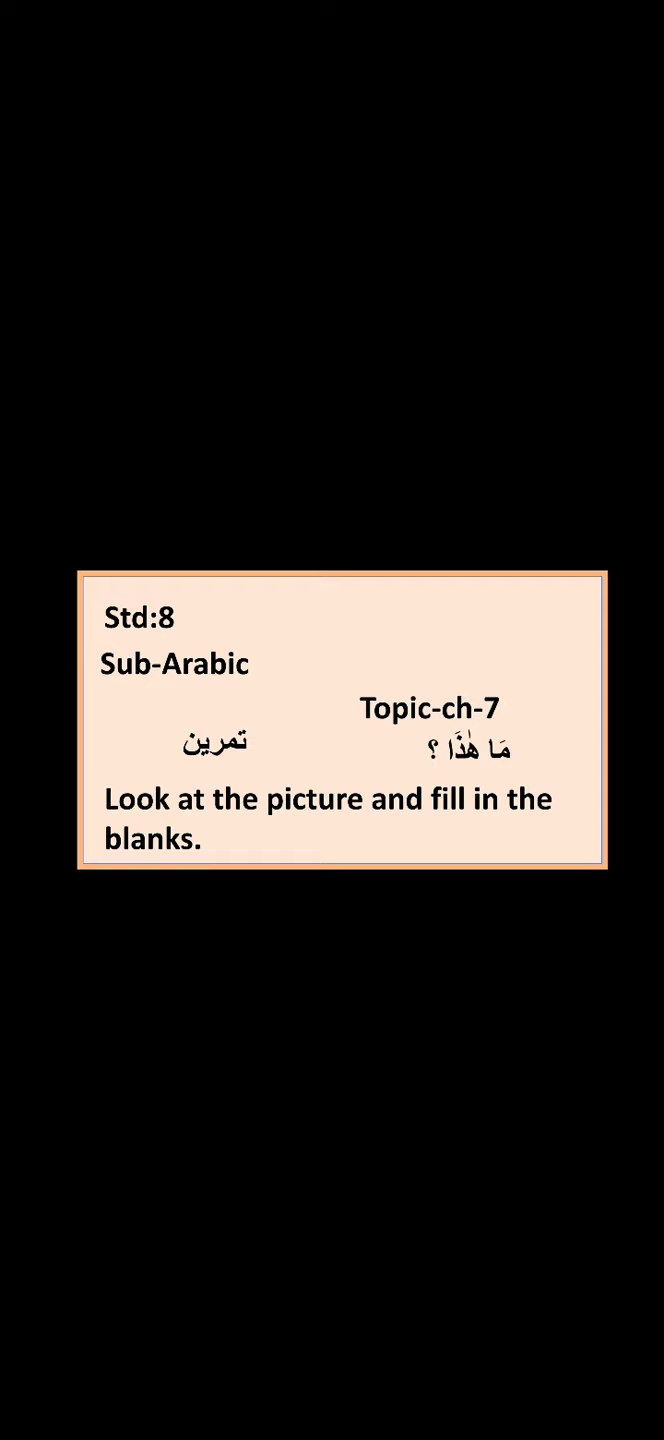 Std:8
Sub-Arabic
Topic-ch-7
مَا هٰذَا ؟
تمرين
Look at the picture and fill in the
blanks.